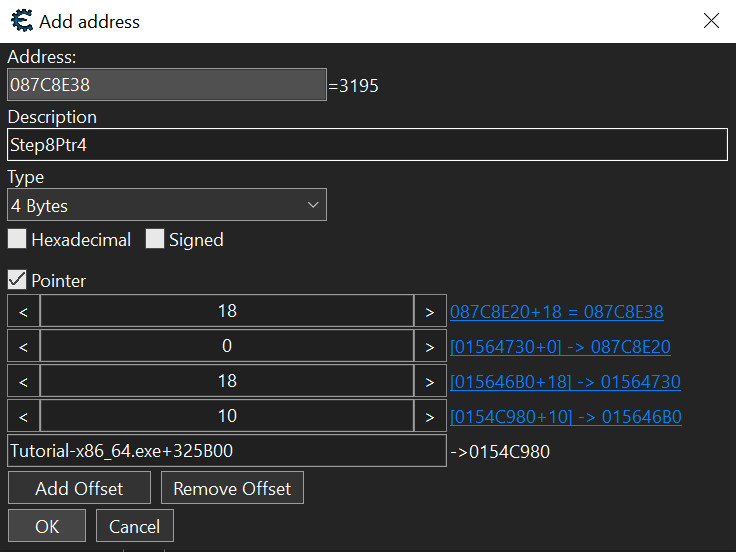 Add address
Address:
087C8E38 =3195
Description
Step8Ptr4
Type
4 Bytes
Hexadecimal Signed
Pointer
< 18 > 087C8E20+18 = 087C8E38
< 0 > [01564730+0] -> 087C8E20
< 18 > [015646B0+18] -> 01564730
< 10 > [0154C980+10] -> 015646B0
Tutorial-x86_64.exe+325B00 ->0154C980
Add Offset Remove Offset
OK Cancel